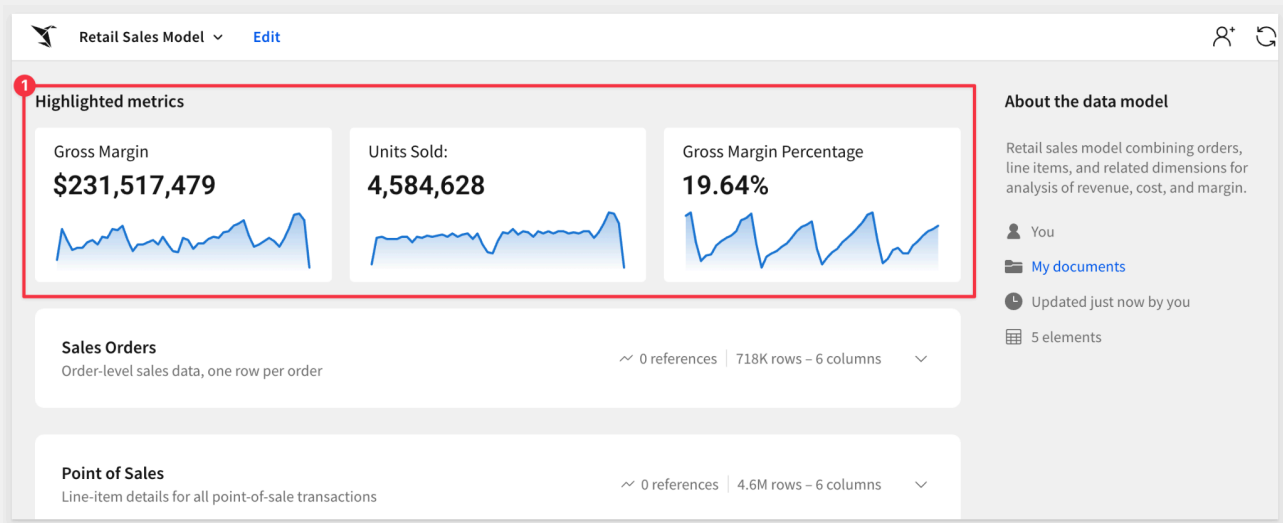 Retail Sales Model Edit
1
Highlighted metrics
Gross Margin
$231,517,479
Units Sold:
4,584,628
Gross Margin Percentage
19.64%
Sales Orders
Order-level sales data, one row per order
0 references 718K rows – 6 columns
Point of Sales
Line-item details for all point-of-sale transactions
0 references 4.6M rows – 6 columns
About the data model
Retail sales model combining orders,
line items, and related dimensions for
analysis of revenue, cost, and margin.
You
My documents
Updated just now by you
5 elements